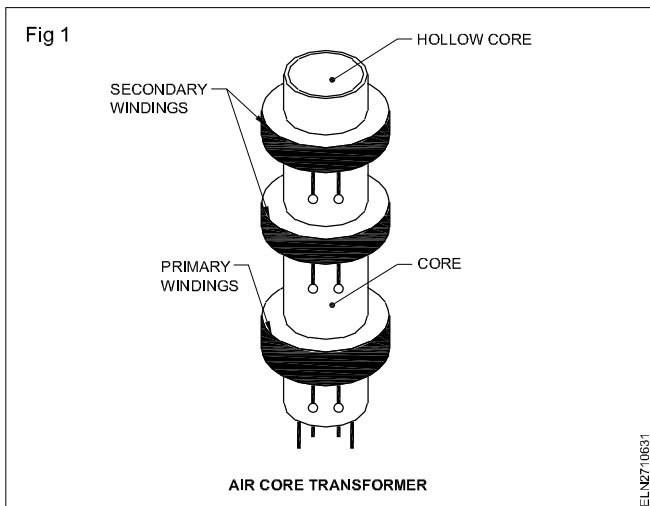 Fig 1
HOLLOW CORE
SECONDARY
WINDINGS
PRIMARY
WINDINGS
CORE
AIR CORE TRANSFORMER
ELN2710631